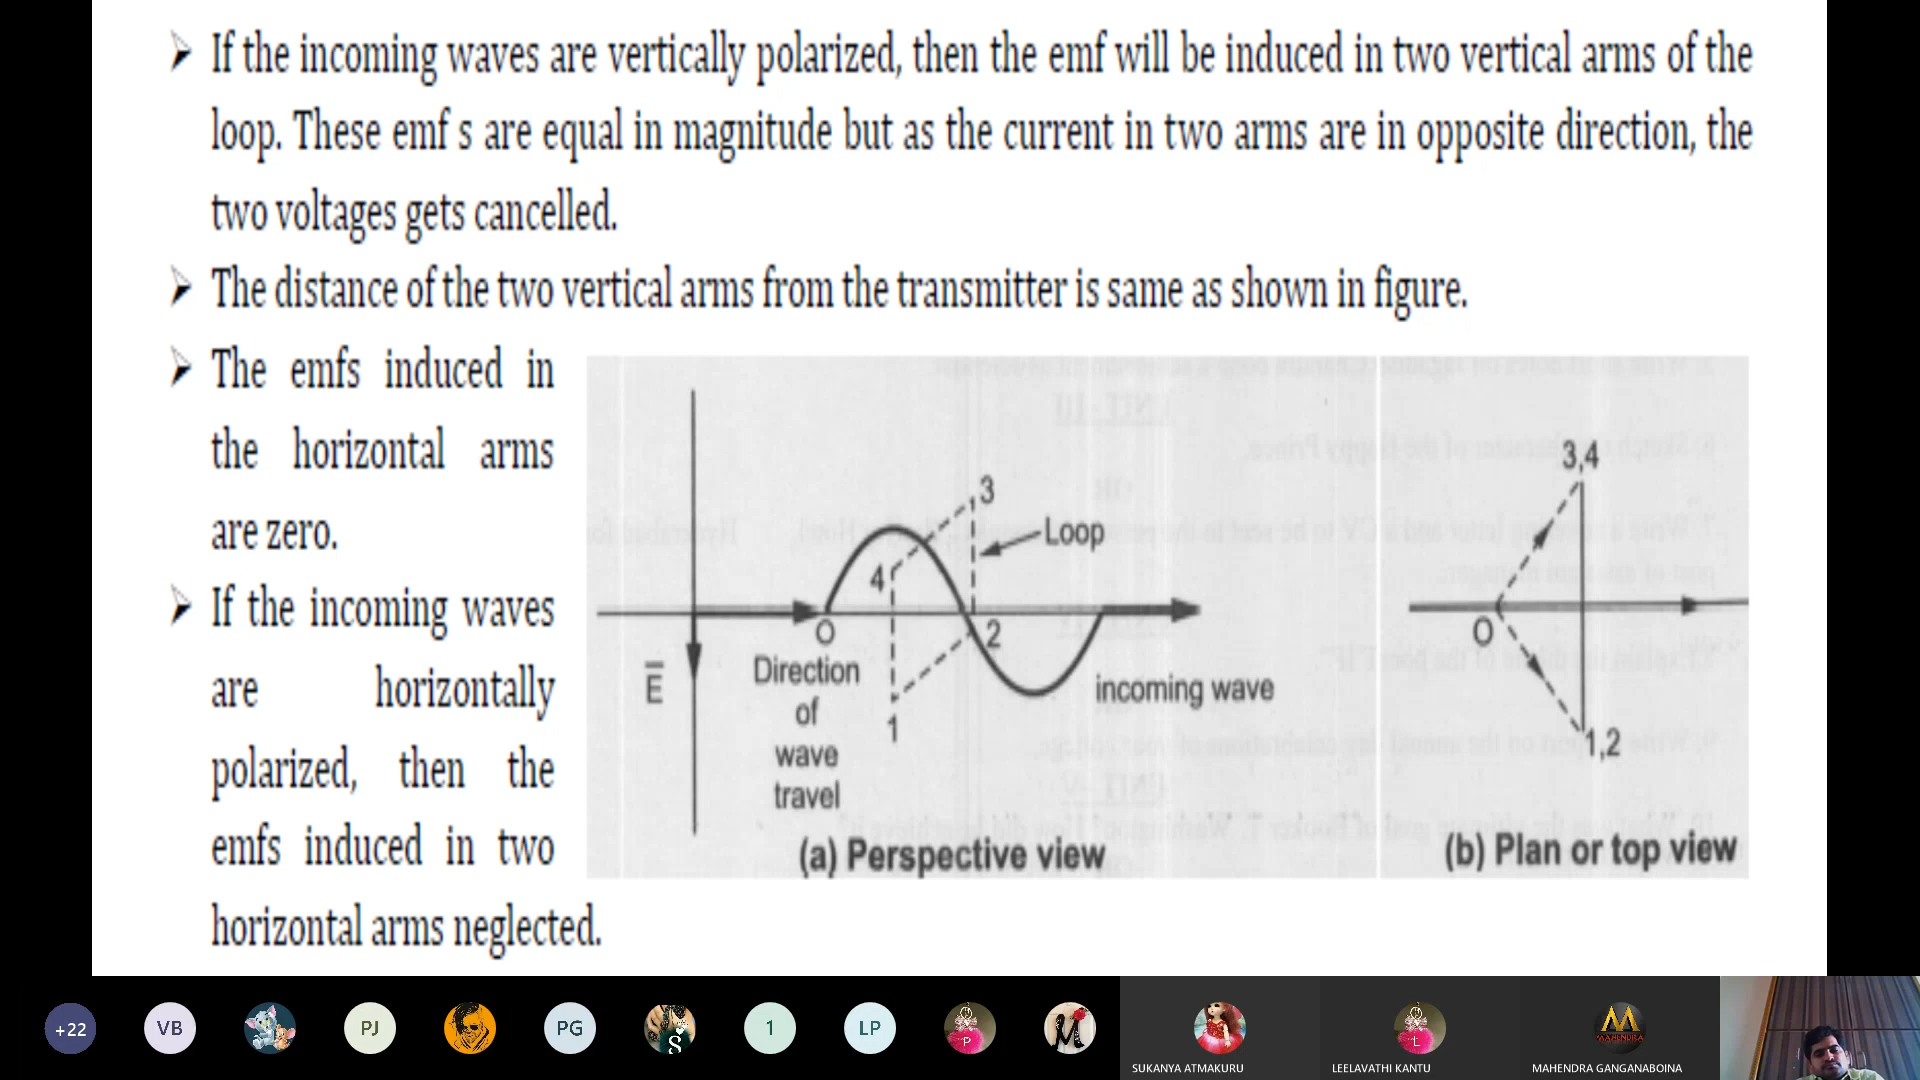 If the incoming waves are vertically polarized, then the emf will be induced in two vertical arms of the
loop. These emf s are equal in magnitude but as the current in two arms are in opposite direction, the
two voltages gets cancelled.
The distance of the two vertical arms from the transmitter is same as shown in figure.
The emfs induced in
the horizontal arms
are zero.
If the incoming waves
are horizontally
polarized, then the
emfs induced in two
horizontal arms neglected.
3
Loop
4
O
2
E
Direction
of
wave
travel
1
incoming wave
(a) Perspective view
3,4
O
1,2
(b) Plan or top view
+22
VB
PJ
PG
S
1
LP
P
M
SUKANYA ATMAKURU
L
LEELAVATHI KANTU
MAHENDRA
MAHENDRA GANGANABOINA